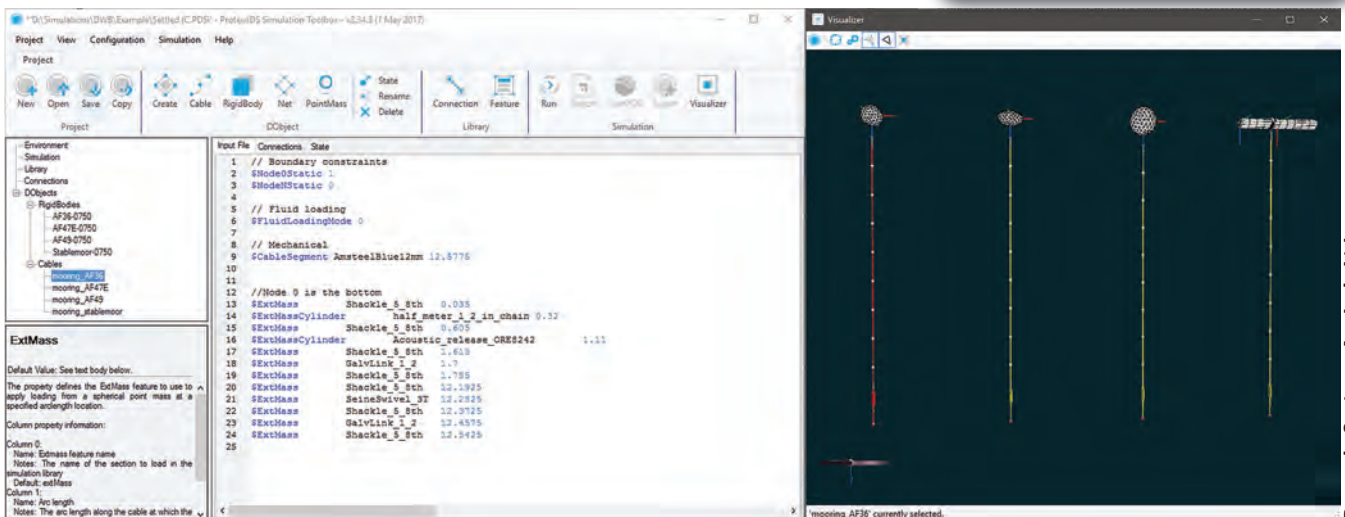 *"D:\Simulations\DWB\Example\Settled (C.PDS)' - ProteusDS Simulation Toolbox - v2.34.8 (1 May 2017)
Project View Configuration Simulation Help
Project
New Open Save Copy
Create Cable RigidBody Net PointMass
State
Rename
Delete
Connection Feature
Run
Visualizer
Project
DObject
Library
Simulation
Environment
Simulation
Library
Connections
DObjects
RigidBodies
AF36-0750
AF47E-0750
AF49-0750
Stablemoor-0750
Cables
mooring_AF36
mooring_AF47E
mooring_AF49
mooring_stablemoor
ExtMass
Default Value: See text body below.
The property defines the ExtMass feature to use to
apply loading from a spherical point mass at a
specified arclength location.
Column property information:
Column 0:
Name: Extmass feature name
Notes: The name of the section to load in the
simulation library
Default: extMass
Column 1:
Name: Arc length
Notes: The arc length along the cable at which the
Input File Connections State
1 // Boundary constraints
2 $Node0Static 1
3 $NodeNStatic 0
4
5 // Fluid loading
6 $FluidLoadingMode 0
7
8 // Mechanical
9 $CableSegment AmsteelBlue12mm 12.5775
10
11
12 //Node 0 is the bottom
13 $ExtMass Shackle_5_8th 0.035
14 $ExtMassCylinder half_meter_1_2_in_chain 0.32
15 $ExtMass Shackle_5_8th 0.605
16 $ExtMassCylinder Acoustic_release_ORE8242 1.11
17 $ExtMass Shackle_5_8th 1.615
18 $ExtMass GalvLink_1_2 1.7
19 $ExtMass Shackle_5_8th 1.785
20 $ExtMass Shackle_5_8th 12.1925
21 $ExtMass SeineSwivel_ST 12.2825
22 $ExtMass Shackle_5_8th 12.3725
23 $ExtMass GalvLink_1_2 12.4575
24 $ExtMass Shackle_5_8th 12.5425
25
Visualizer
'mooring_AF36' currently selected.